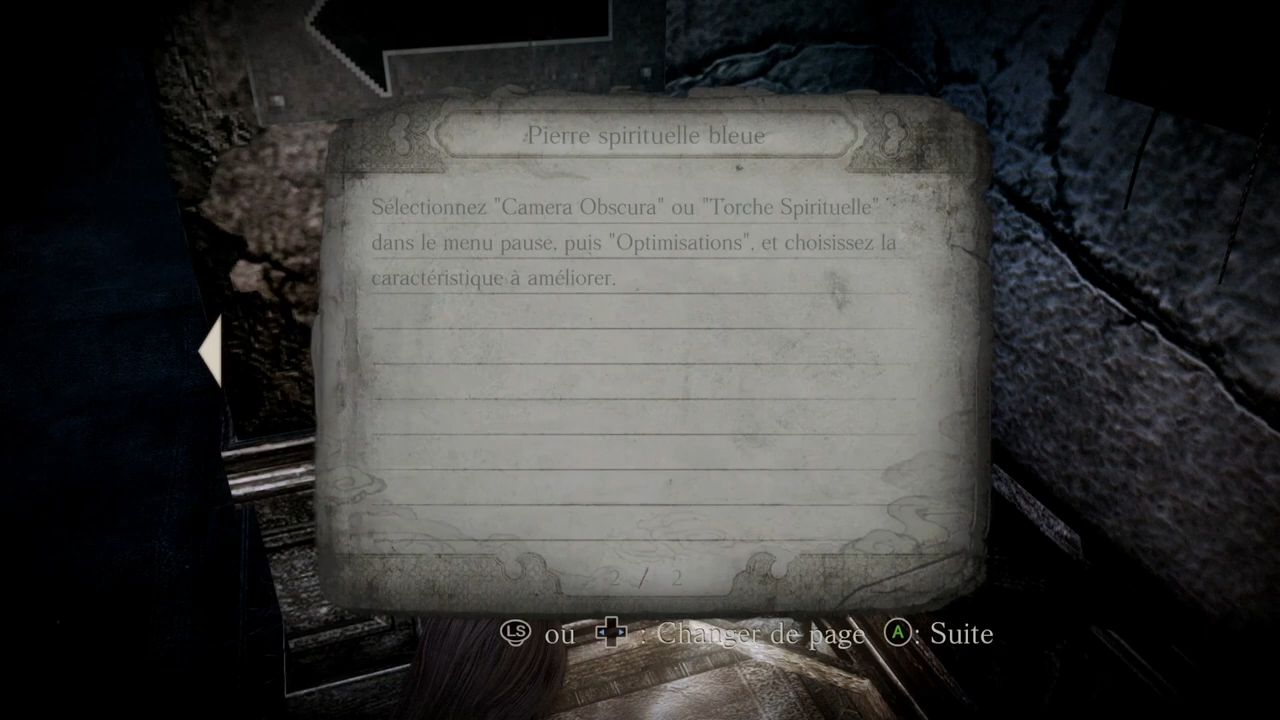 Pierre spirituelle bleue
Sélectionnez "Camera Obscura" ou "Torche Spirituelle"
dans le menu pause, puis "Optimisations", et choisissez la
caractéristique à améliorer.
2 / 2
LS ou : Changer de page A : Suite